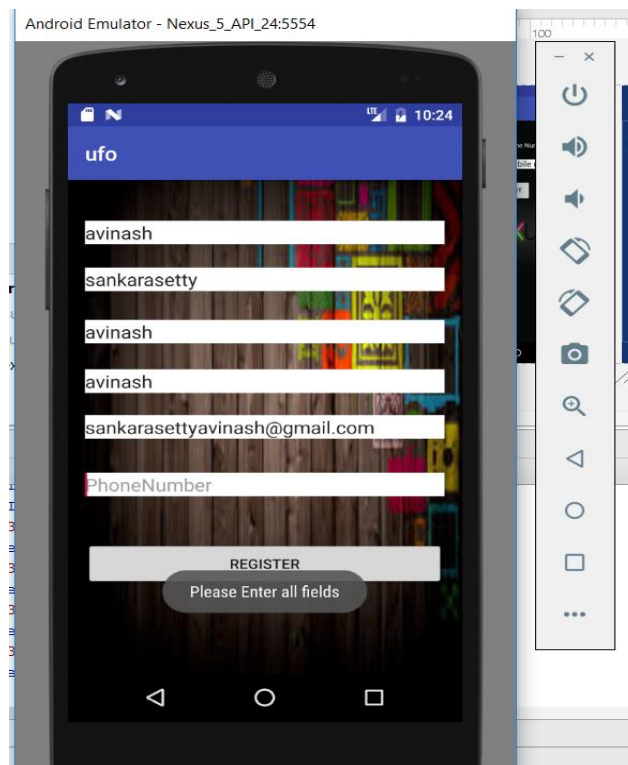 Android Emulator - Nexus_5_API_24:5554
100
LTE
10:24
ufo
avinash
sankarasetty
avinash
avinash
sankarasettyavinash@gmail.com
PhoneNumber
REGISTER
Please Enter all fields